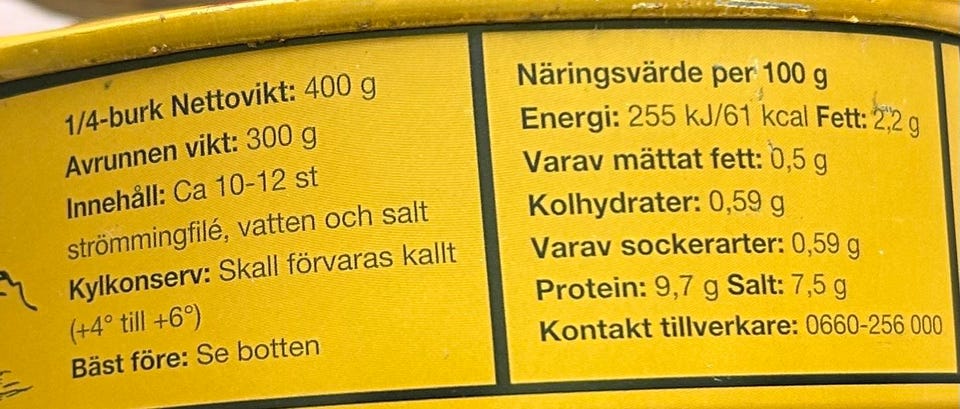 1/4-burk Nettovikt: 400 g
Avrunnen vikt: 300 g
Innehåll: Ca 10-12 st
strömmingfilé, vatten och salt
Kylkonserv: Skall förvaras kallt
(+4° till +6°)
Bäst före: Se botten
Näringsvärde per 100 g
Energi: 255 kJ/61 kcal Fett: 2,2 g
Varav mättat fett: 0,5 g
Kolhydrater: 0,59 g
Varav sockerarter: 0,59 g
Protein: 9,7 g Salt: 7,5 g
Kontakt tillverkare: 0660-256 000